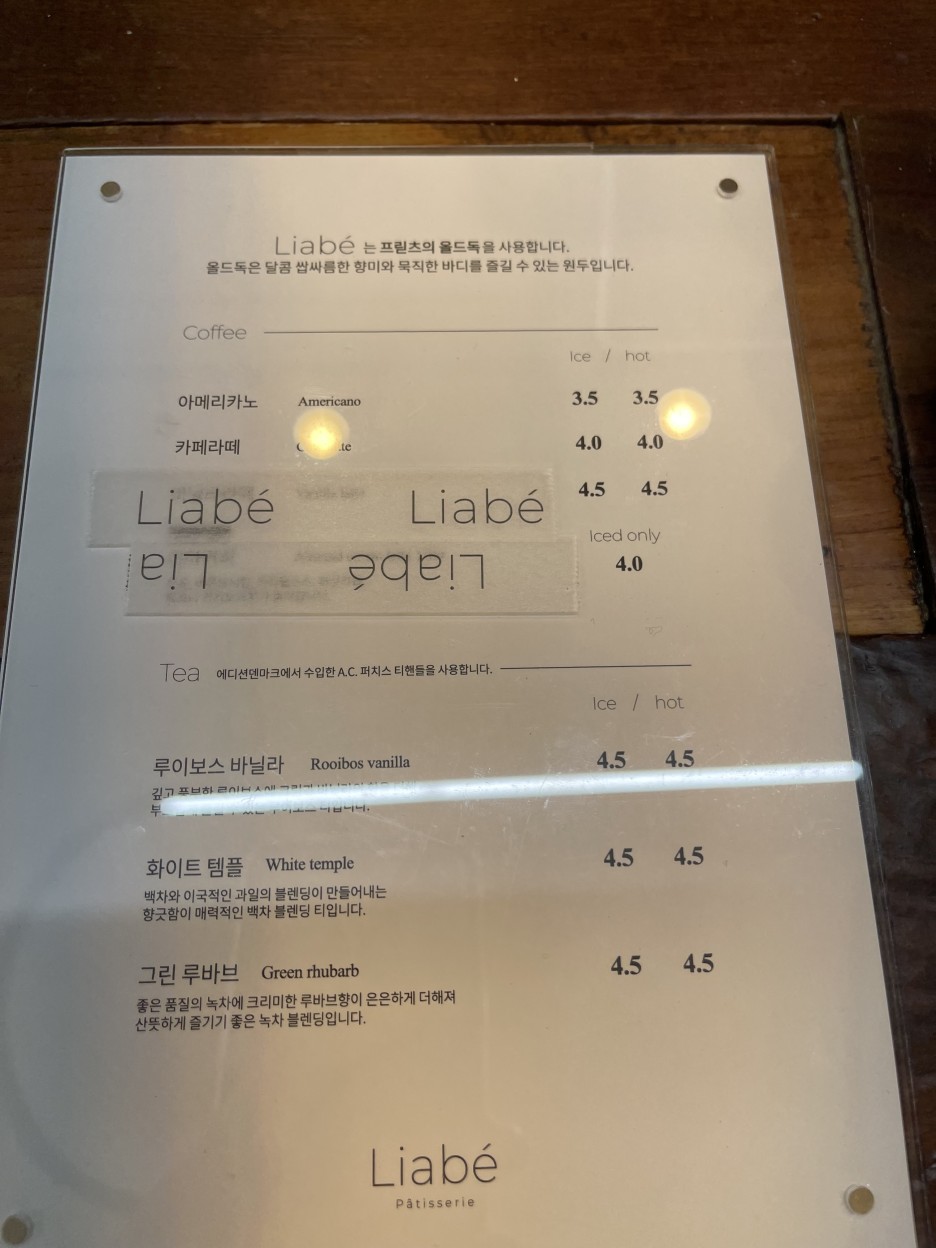 Liabé 는 프릳츠의 올드독을 사용합니다.
올드독은 달콤 쌉싸름한 향미와 묵직한 바디를 즐길 수 있는 원두입니다.
Coffee
Ice / hot
아메리카노 Americano 3.5 3.5
카페라떼 4.0 4.0
Liabé Liabé 4.5 4.5
Iced only
Lia Liabé 4.0
Tea 에디션덴마크에서 수입한 A.C. 퍼치스 티핸들을 사용합니다.
Ice / hot
루이보스 바닐라 Rooibos vanilla 4.5 4.5
깊고 풍부한
화이트 템플 White temple 4.5 4.5
백차와 이국적인 과일의 블렌딩이 만들어내는
향긋함이 매력적인 백차 블렌딩 티입니다.
그린 루바브 Green rhubarb 4.5 4.5
좋은 품질의 녹차에 크리미한 루바브향이 은은하게 더해져
산뜻하게 즐기기 좋은 녹차 블렌딩입니다.
Liabé
Pâtisserie